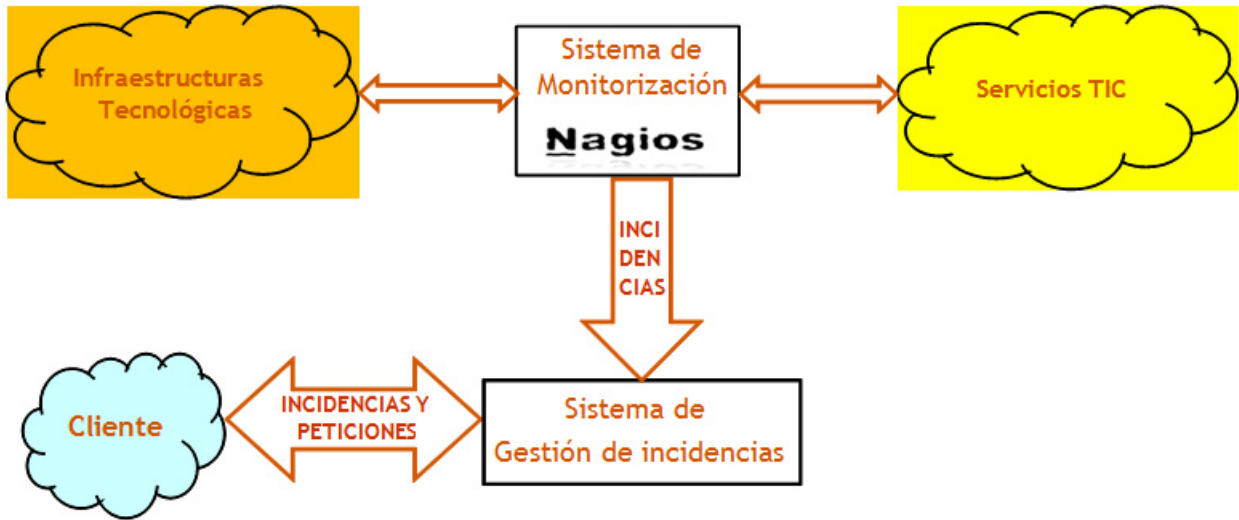 Infraestructuras
Tecnológicas
Sistema de
Monitorización
Nagios
Servicios TIC
INCI
DEN
CIAS
Cliente
INCIDENCIAS Y
PETICIONES
Sistema de
Gestión de incidencias